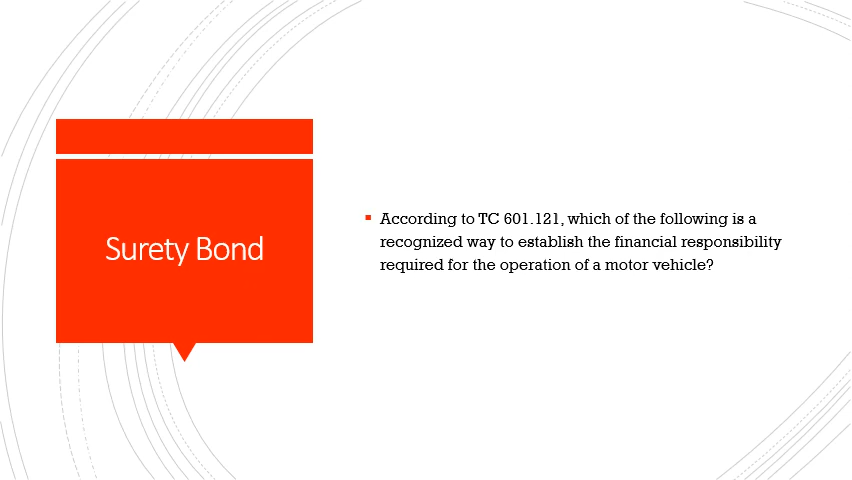 Surety Bond
According to TC 601.121, which of the following is a
recognized way to establish the financial responsibility
required for the operation of a motor vehicle?